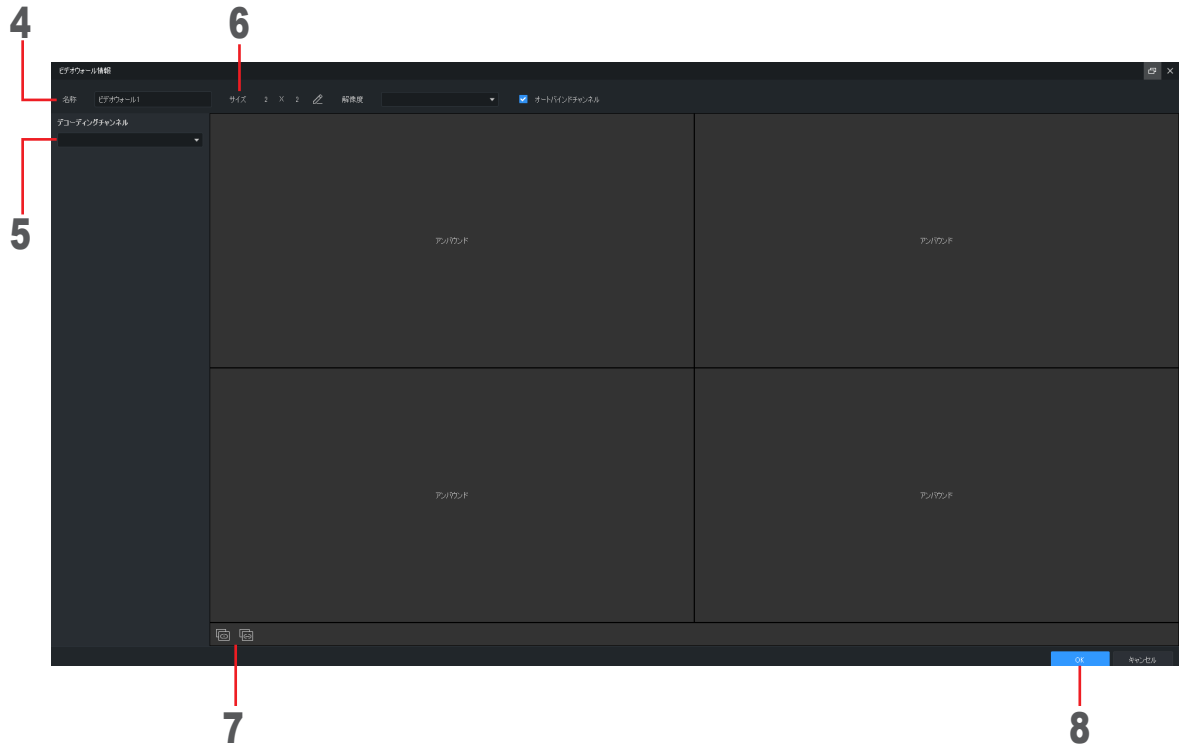 4
6
ビデオウォール情報
名称 ビデオウォール1 サイズ 2 × 2 解像度 オートバインドチャンネル
デコーディングチャンネル
5
アンバウンド アンバウンド
アンバウンド アンバウンド
OK キャンセル
7
8